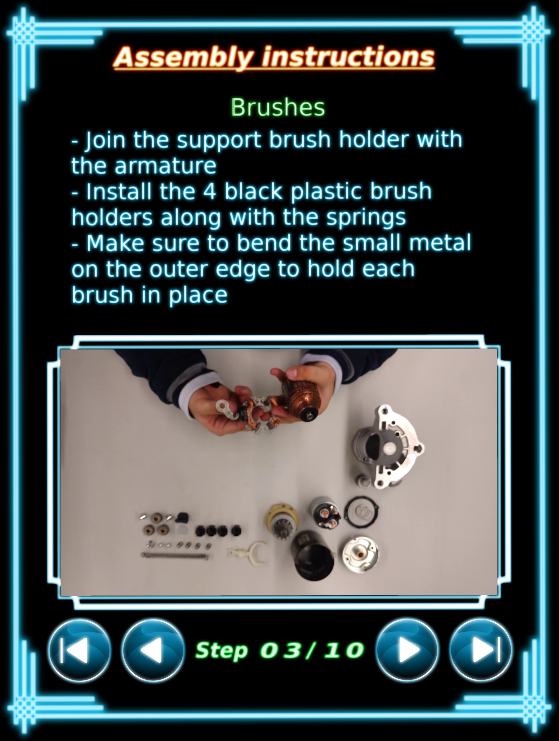 Assembly instructions
Brushes
- Join the support brush holder with
the armature
- Install the 4 black plastic brush
holders along with the springs
- Make sure to bend the small metal
on the outer edge to hold each
brush in place
Step 03/10